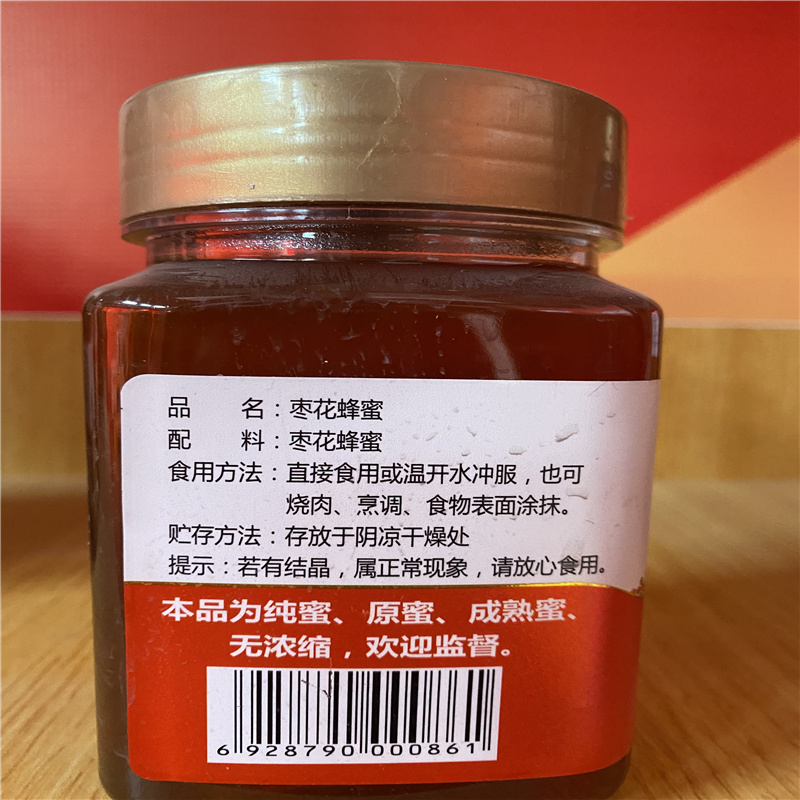 品　　名：枣花蜂蜜
配　　料：枣花蜂蜜
食用方法：直接食用或温开水冲服，也可
烧肉、烹调、食物表面涂抹。
贮存方法：存放于阴凉干燥处
提示：若有结晶，属正常现象，请放心食用。
本品为纯蜜、原蜜、成熟蜜、
无浓缩，欢迎监督。
6 928790 000861